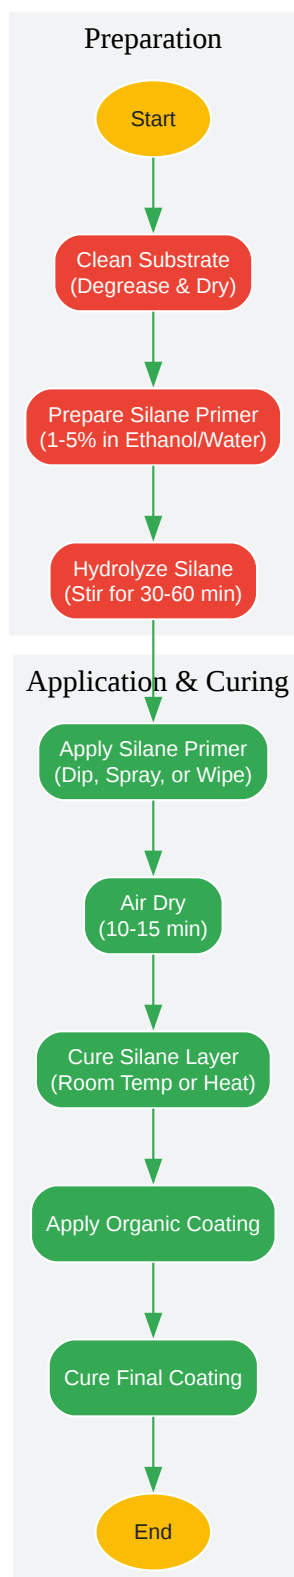 Preparation
Start
Clean Substrate
(Degrease & Dry)
Prepare Silane Primer
(1-5% in Ethanol/Water)
Hydrolyze Silane
(Stir for 30-60 min)
Application & Curing
Apply Silane Primer
(Dip, Spray, or Wipe)
Air Dry
(10-15 min)
Cure Silane Layer
(Room Temp or Heat)
Apply Organic Coating
Cure Final Coating
End